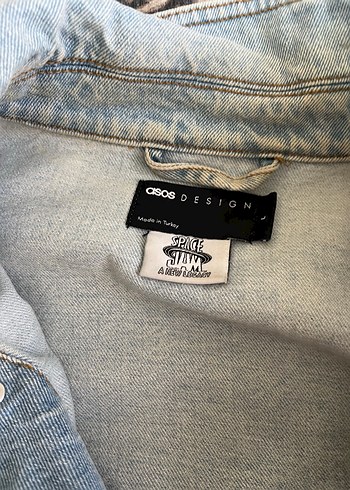 asos DESIGN
Made in Turkey
SPACE
JAM
A NEW LEGACY